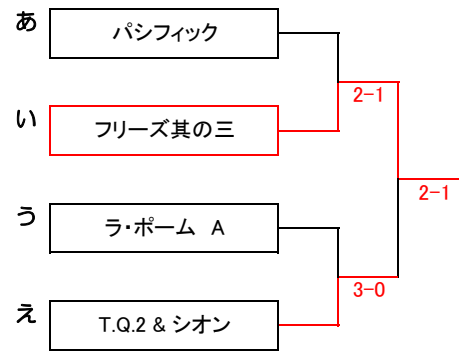 あ
パシフィック
2-1
い
フリーズ其の三
2-1
う
ラ・ポーム A
3-0
え
T.Q.2 & シオン